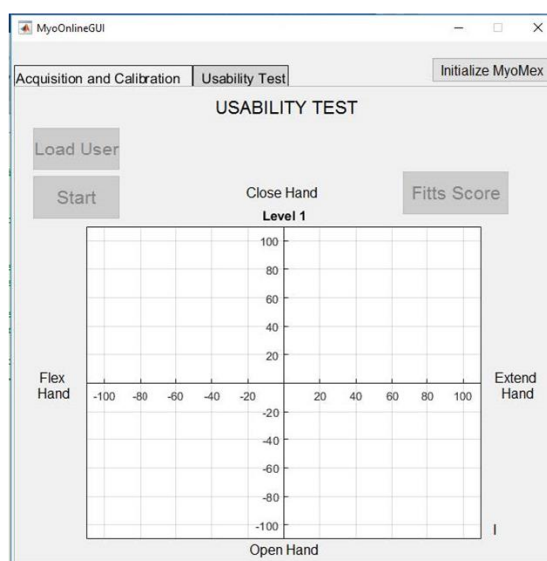 MyoOnlineGUI
Initialize MyoMex
Acquisition and Calibration
Usability Test
USABILITY TEST
Load User
Start
Fitts Score
Close Hand
Level 1
100
80
60
40
20
Flex
Hand
Extend
Hand
-100 -80 -60 -40 -20 20 40 60 80 100
-20
-40
-60
-80
-100
I
Open Hand